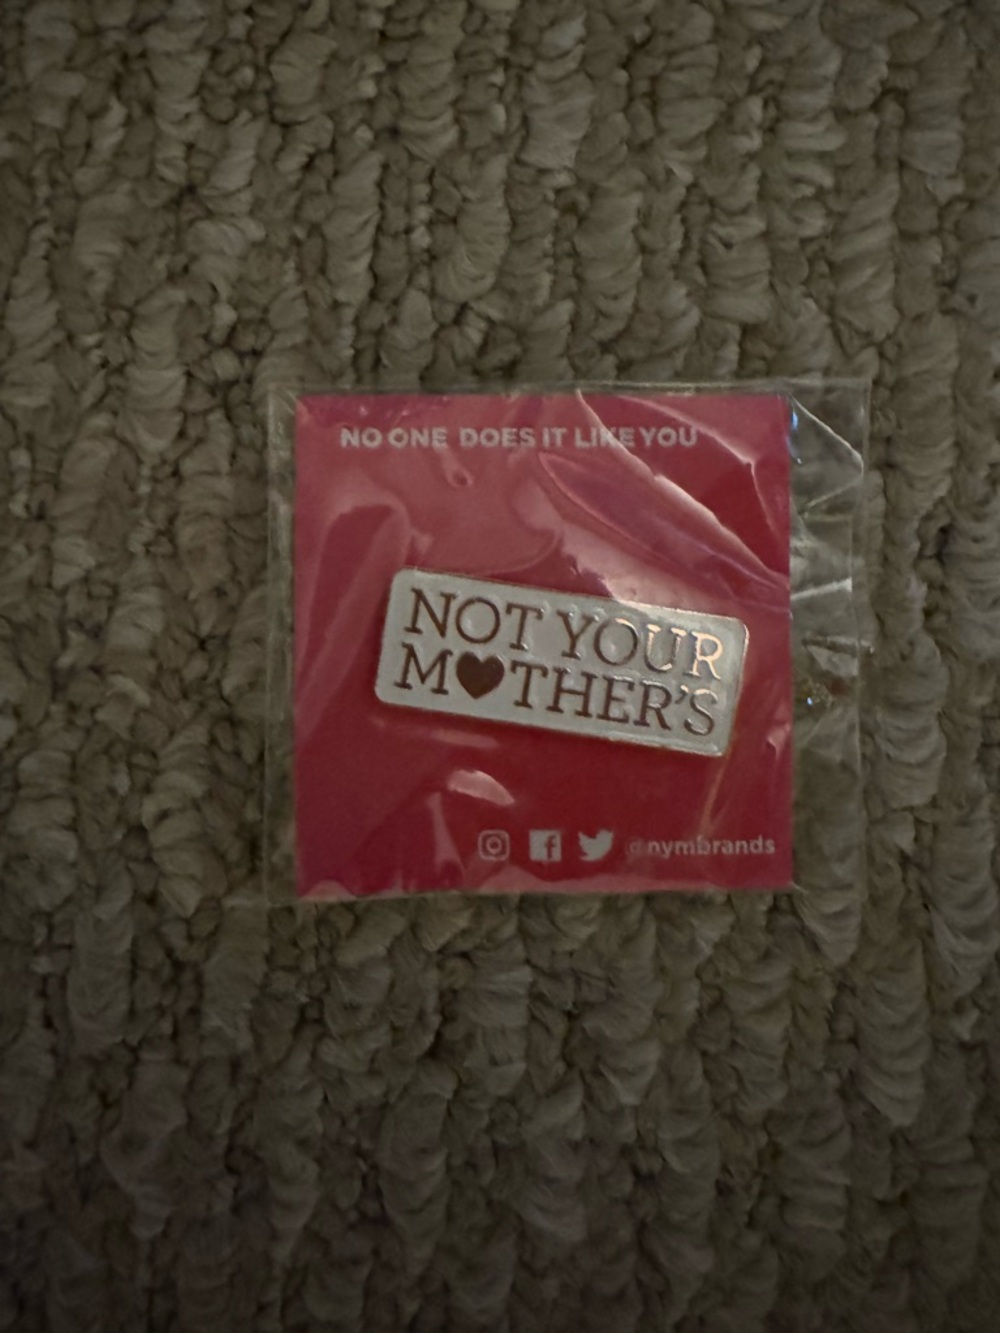 NO ONE DOES IT LIKE YOU
NOT YOUR
M♥THER'S
@nymbrands